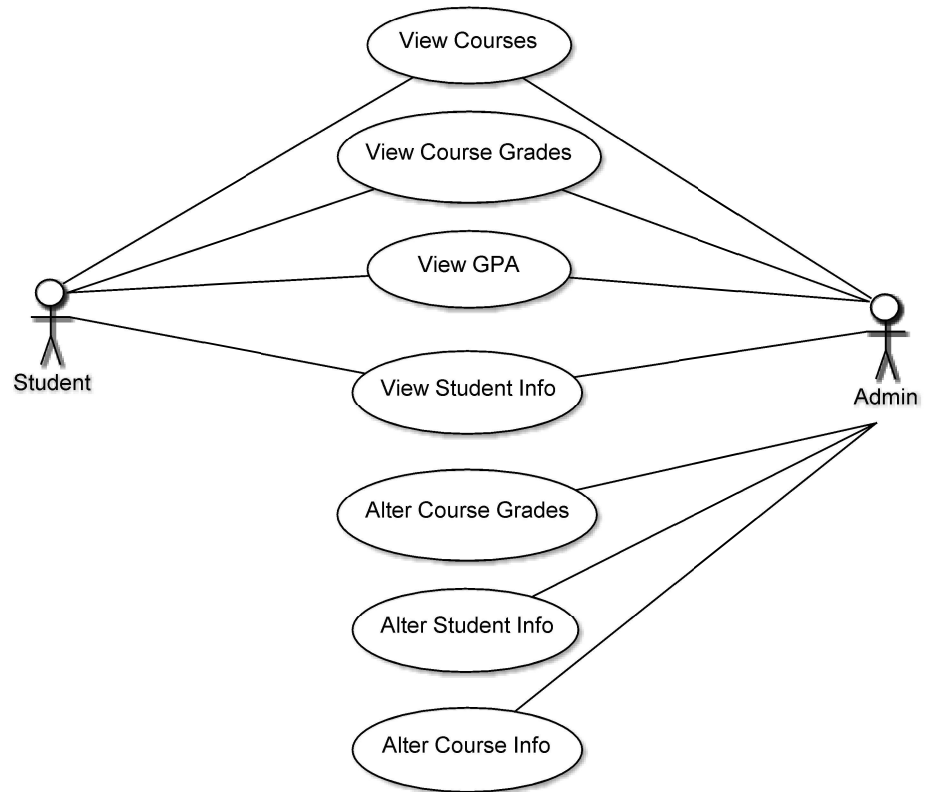 View Courses
View Course Grades
View GPA
Student
View Student Info
Admin
Alter Course Grades
Alter Student Info
Alter Course Info